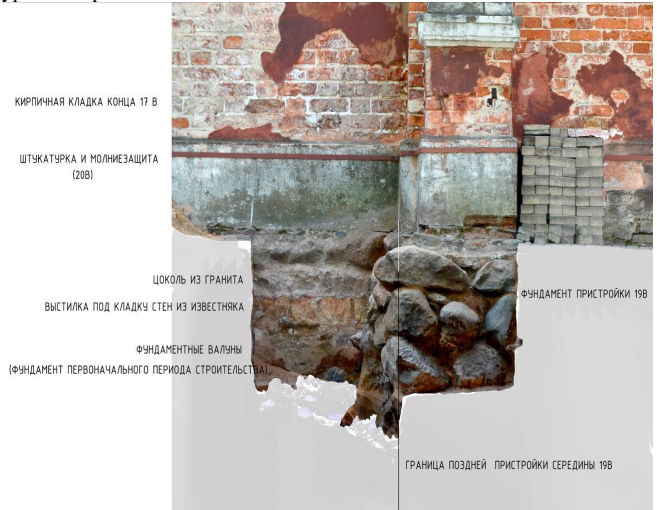 КИРПИЧНАЯ КЛАДКА КОНЦА 17 В
ШТУКАТУРКА И МОЛНИЕЗАЩИТА
(20В)
ЦОКОЛЬ ИЗ ГРАНИТА
ВЫСТИЛКА ПОД КЛАДКУ СТЕН ИЗ ИЗВЕСТНЯКА
ФУНДАМЕНТ ПРИСТРОЙКИ 19В
ФУНДАМЕНТНЫЕ ВАЛУНЫ
(ФУНДАМЕНТ ПЕРВОНАЧАЛЬНОГО ПЕРИОДА СТРОИТЕЛЬСТВА)
ГРАНИЦА ПОЗДНЕЙ ПРИСТРОЙКИ СЕРЕДИНЫ 19В